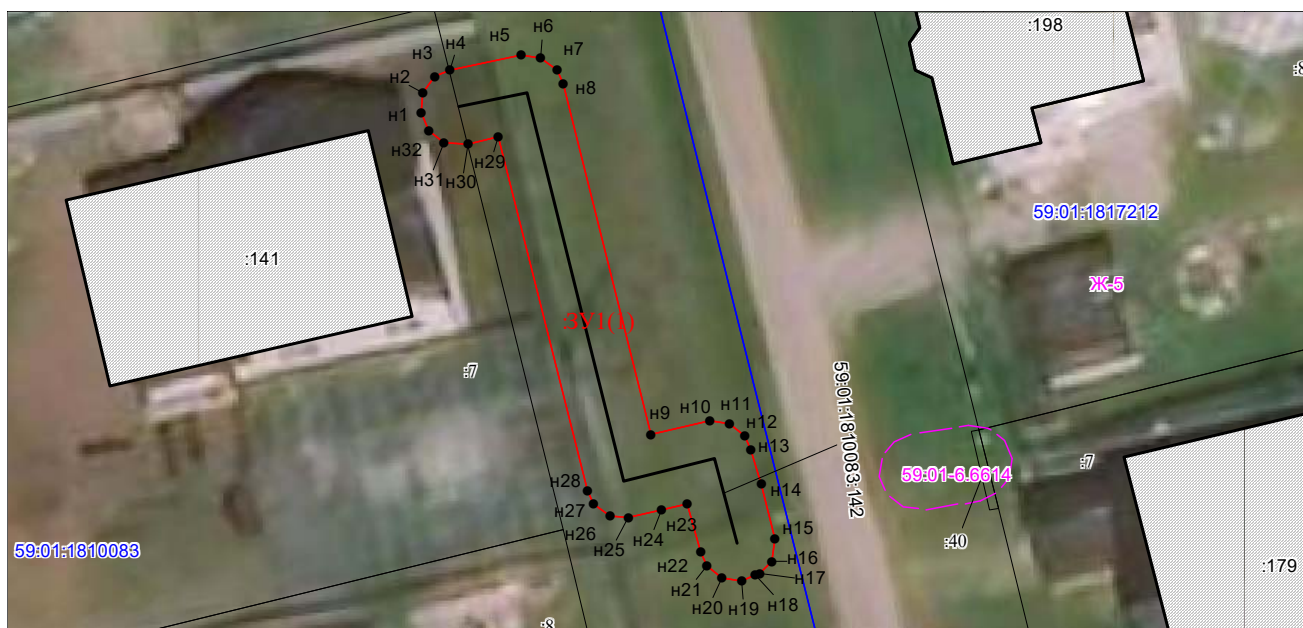 :198
:8
н6
н5
н4
н3
н7
н2
н8
н1
н32
н29
н31
н30
59:01:1817212
:141
Ж-5
:ЗУ1(1)
:7
59:01:1810083:142
н10
н11
н9
н12
н13
:7
59:01-6.6614
н28
н14
н27
н23
н15
н26
н24
:40
н25
59:01:1810083
н16
н22
н17
:179
н21
н20
н19
н18
:8